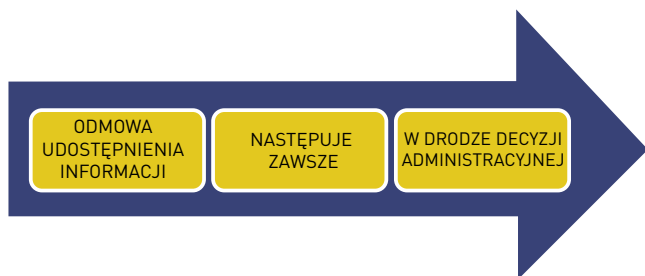 ODMOWA
UDOSTĘPNIENIA
INFORMACJI
NASTĘPUJE
ZAWSZE
W DRODZE DECYZJI
ADMINISTRACYJNEJ